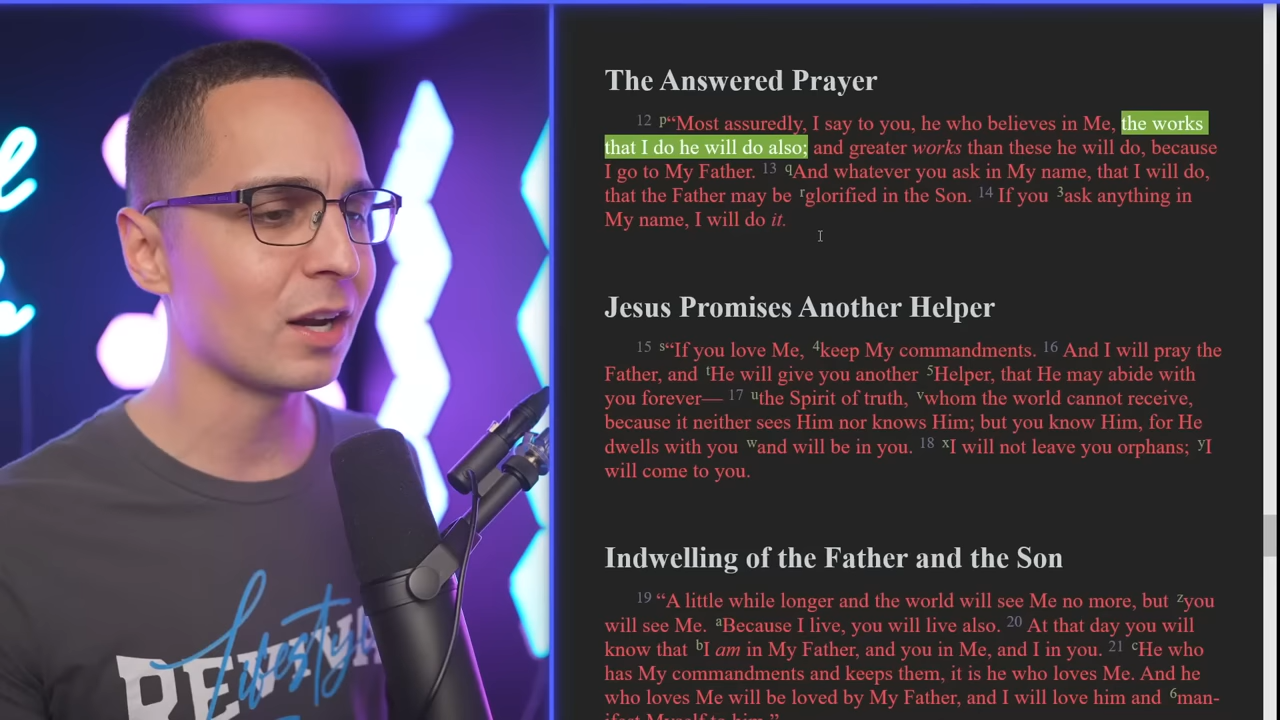 The Answered Prayer
12 p“Most assuredly, I say to you, he who believes in Me, the works
that I do he will do also; and greater works than these he will do, because
I go to My Father. 13 qAnd whatever you ask in My name, that I will do,
that the Father may be rglorified in the Son. 14 If you 3ask anything in
My name, I will do it.
Jesus Promises Another Helper
15 s“If you love Me, 4keep My commandments. 16 And I will pray the
Father, and tHe will give you another 5Helper, that He may abide with
you forever— 17 uthe Spirit of truth, vwhom the world cannot receive,
because it neither sees Him nor knows Him; but you know Him, for He
dwells with you wand will be in you. 18 xI will not leave you orphans; yI
will come to you.
Indwelling of the Father and the Son
19 “A little while longer and the world will see Me no more, but zyou
will see Me. aBecause I live, you will live also. 20 At that day you will
know that bI am in My Father, and you in Me, and I in you. 21 cHe who
has My commandments and keeps them, it is he who loves Me. And he
who loves Me will be loved by My Father, and I will love him and 6man-
ifest Myself to him.”
Lifestyle